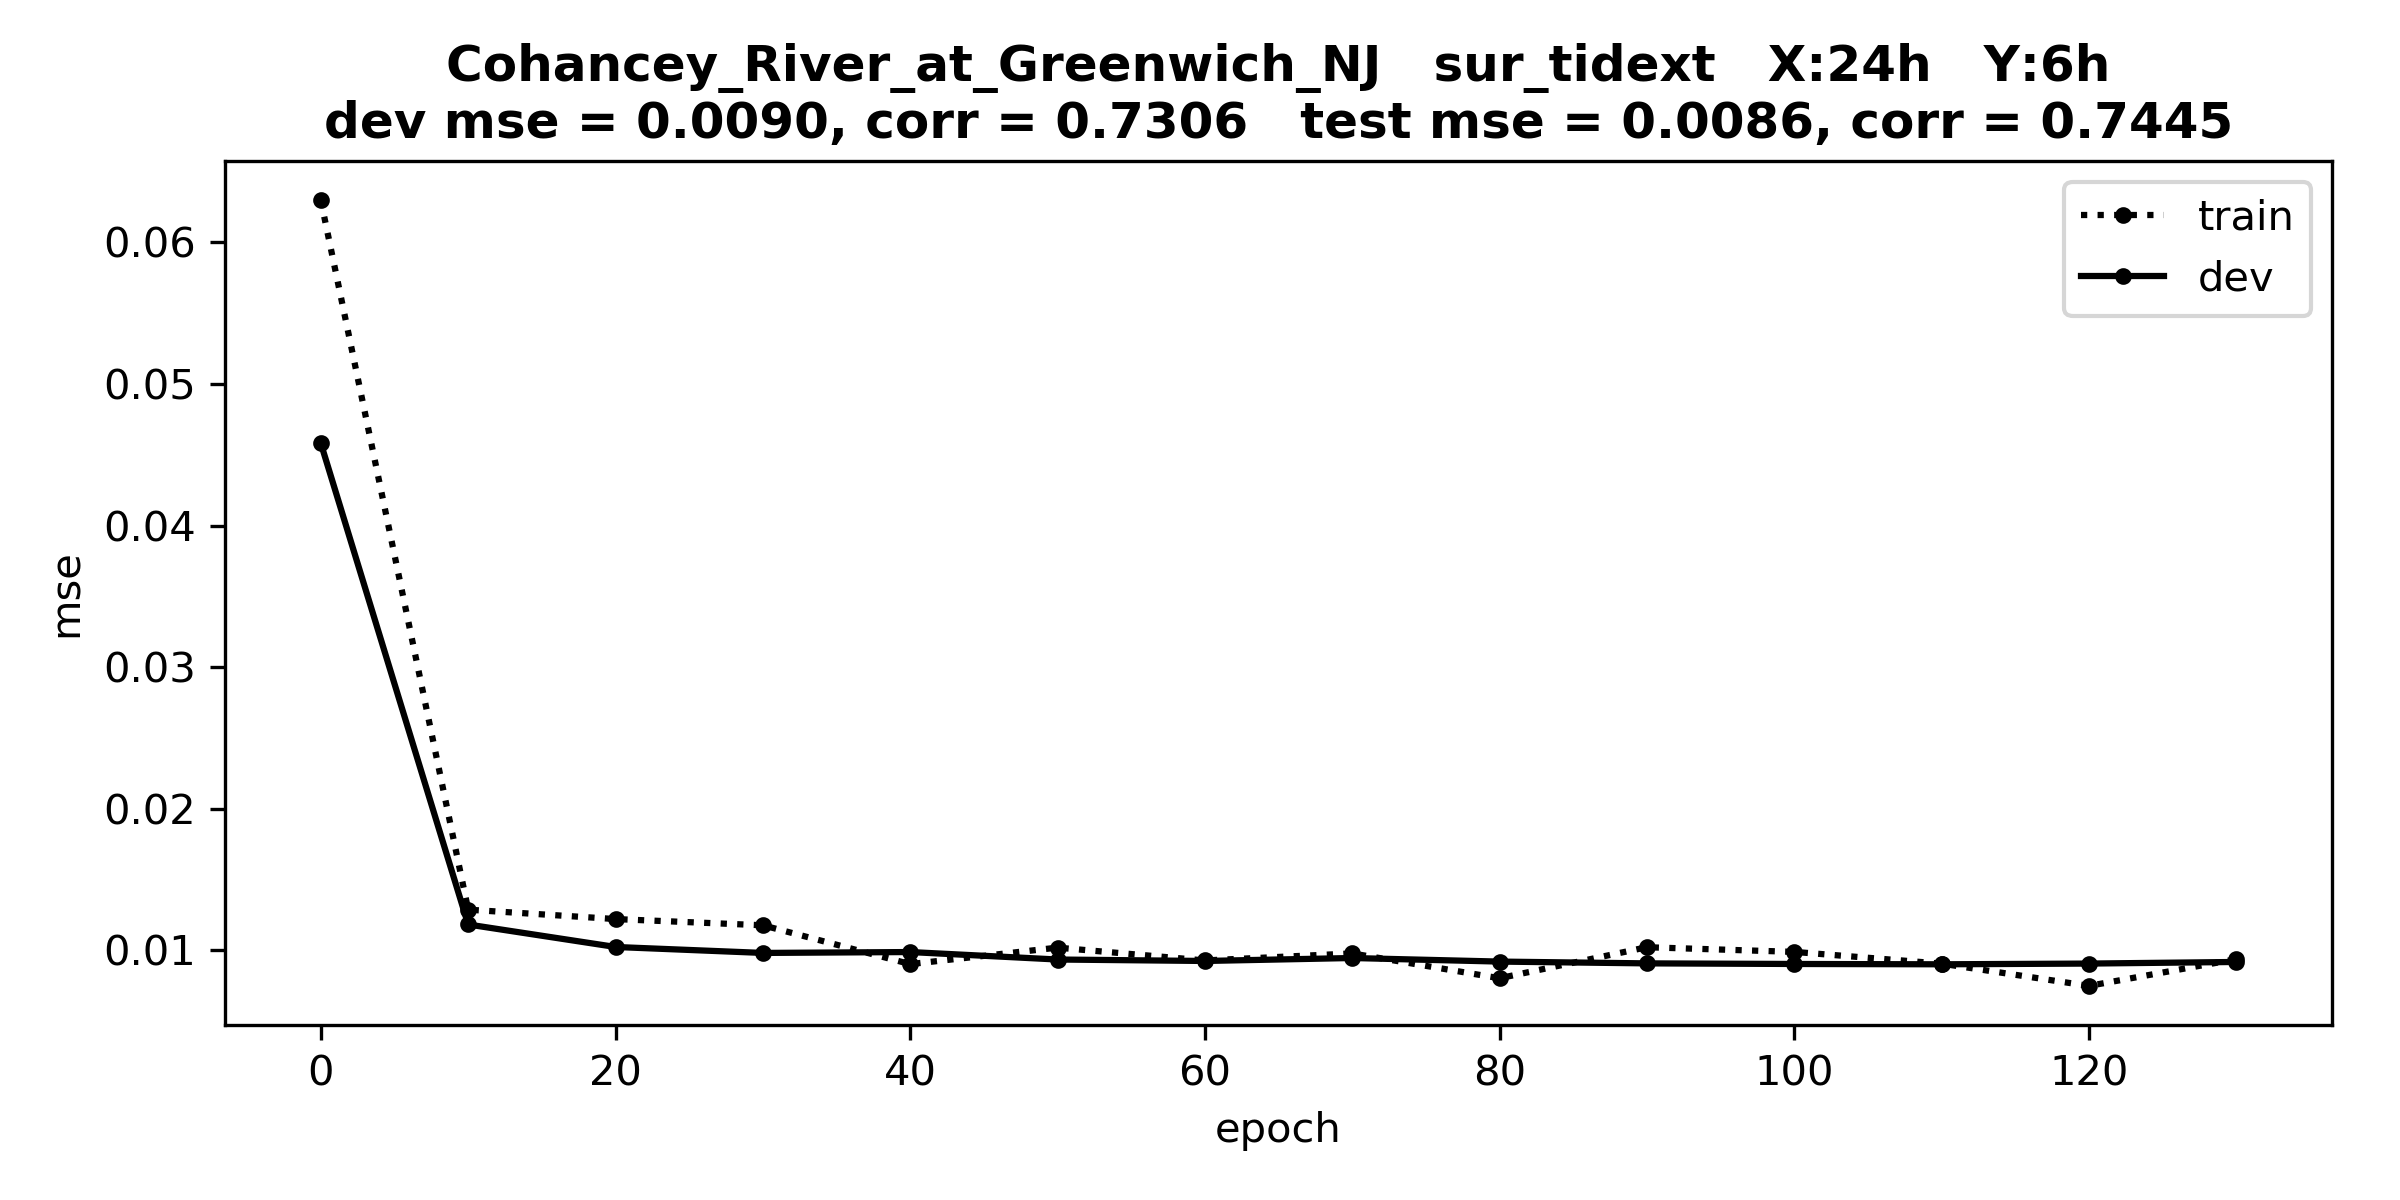 Cohancey_River_at_Greenwich_NJ   sur_tidext   X:24h   Y:6h
dev mse = 0.0090, corr = 0.7306   test mse = 0.0086, corr = 0.7445
train
dev
0.06
0.05
0.04
0.03
0.02
0.01
mse
0 20 40 60 80 100 120
epoch